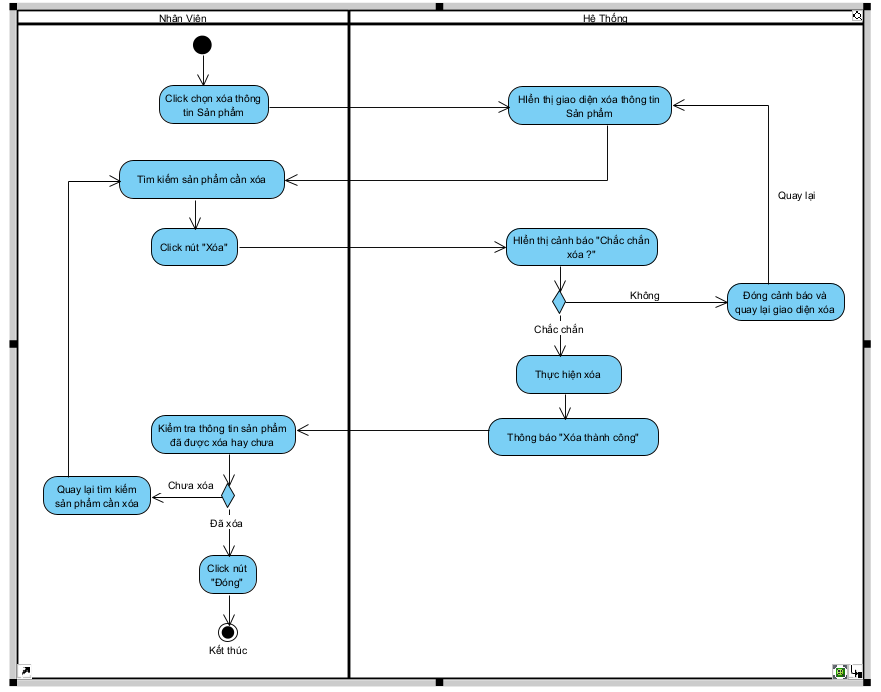 Nhân Viên
Hệ Thống
Click chọn xóa thông
tin Sản phẩm
HIển thị giao diện xóa thông tin
Sản phẩm
Tìm kiếm sản phẩm cần xóa
Quay lại
Click nút "Xóa"
HIển thị cảnh báo "Chắc chắn
xóa ?"
Không
Đóng cảnh báo và
quay lại giao diện xóa
Chắc chắn
Thực hiện xóa
Kiểm tra thông tin sản phẩm
đã được xóa hay chưa
Thông báo "Xóa thành công"
Chưa xóa
Quay lại tìm kiếm
sản phẩm cần xóa
Đã xóa
Click nút
"Đóng"
Kết thúc